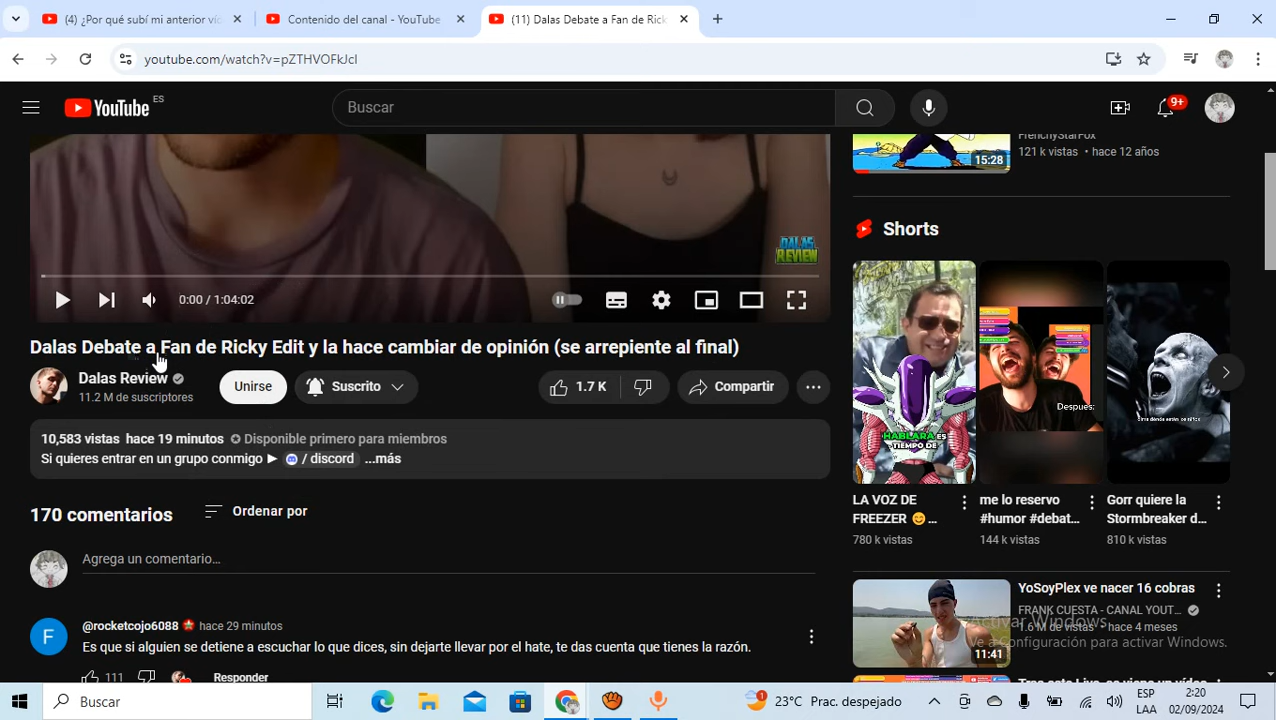 (4) ¿Por qué subí mi anterior víd
Contenido del canal - YouTube
(11) Dalas Debate a Fan de Ricky
youtube.com/watch?v=pZTHVOFkJcI
YouTube ES
Buscar
9+
DALAS REVIEW
0:00 / 1:04:02
Dalas Debate a Fan de Ricky Edit y la hace cambiar de opinión (se arrepiente al final)
Dalas Review
11.2 M de suscriptores
Unirse
Suscrito
1.7 K
Compartir
10,583 vistas hace 19 minutos Disponible primero para miembros
Si quieres entrar en un grupo conmigo ► / discord ...más
170 comentarios
Ordenar por
Agrega un comentario...
F
@rocketcojo6088 hace 29 minutos
Es que si alguien se detiene a escuchar lo que dices, sin dejarte llevar por el hate, te das cuenta que tienes la razón.
111
Responder
15:28
FrenchyStarFox
121 k vistas • hace 12 años
Shorts
HABLARA ES
TIEMPO DE
Despues:
LA VOZ DE
FREEZER 😊...
780 k vistas
me lo reservo
#humor #debat...
144 k vistas
Gorr quiere la
Stormbreaker d...
810 k vistas
11:41
YoSoyPlex ve nacer 16 cobras
FRANK CUESTA - CANAL YOUT...
6 M de vistas • hace 4 meses
Activar Windows
Ve a Configuración para activar Windows.
Buscar
1
23°C Prac. despejado
ESP
LAA
2:20
02/09/2024